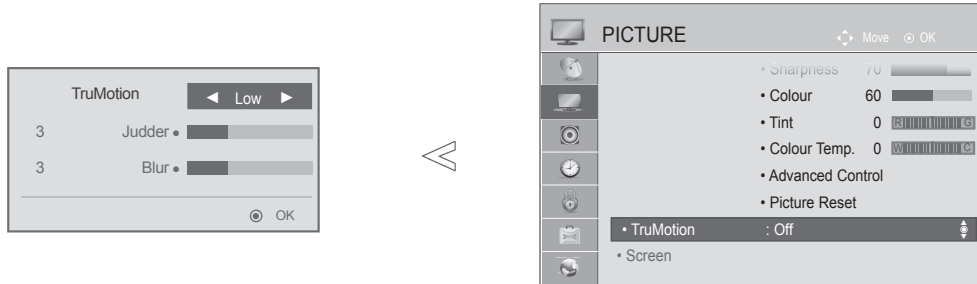 TruMotion ◄ Low ►
3 Judder •
3 Blur •
OK
PICTURE
Move OK
• Sharpness 70
• Colour 60
• Tint 0 R G
• Colour Temp. 0 W C
• Advanced Control
• Picture Reset
• TruMotion : Off
• Screen